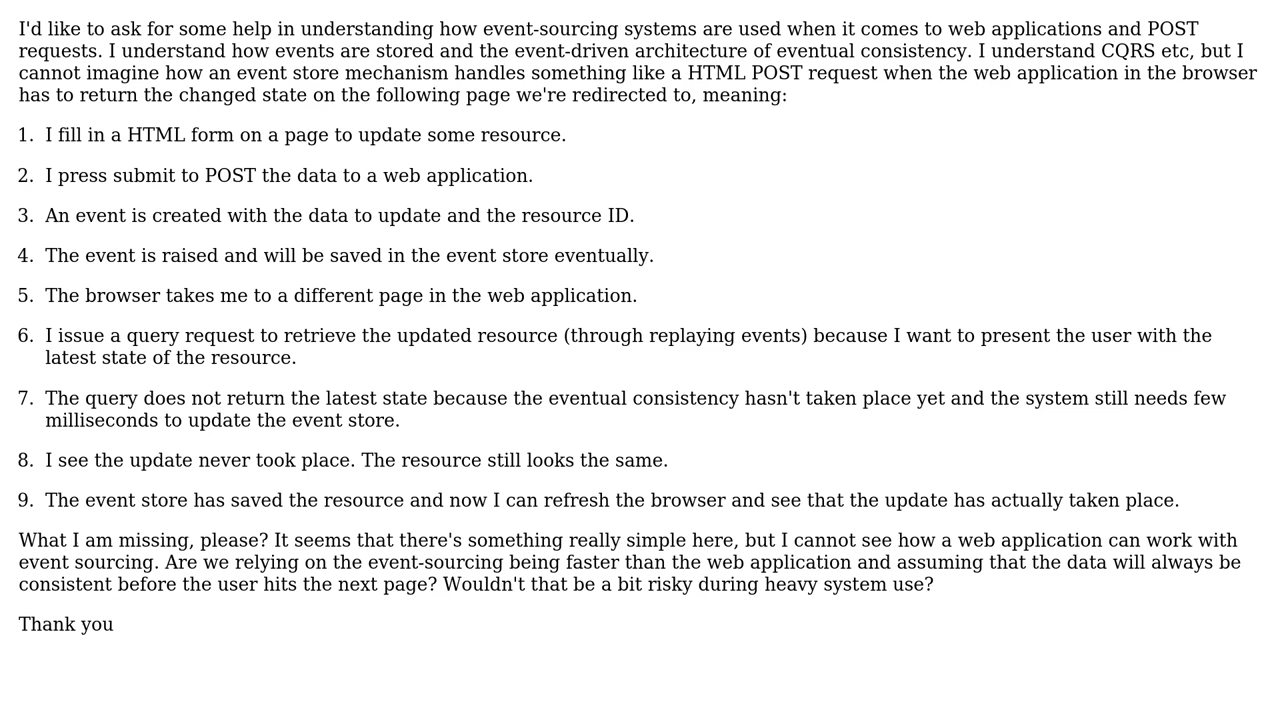 I'd like to ask for some help in understanding how event-sourcing systems are used when it comes to web applications and POST
requests. I understand how events are stored and the event-driven architecture of eventual consistency. I understand CQRS etc, but I
cannot imagine how an event store mechanism handles something like a HTML POST request when the web application in the browser
has to return the changed state on the following page we're redirected to, meaning:
1. I fill in a HTML form on a page to update some resource.
2. I press submit to POST the data to a web application.
3. An event is created with the data to update and the resource ID.
4. The event is raised and will be saved in the event store eventually.
5. The browser takes me to a different page in the web application.
6. I issue a query request to retrieve the updated resource (through replaying events) because I want to present the user with the
latest state of the resource.
7. The query does not return the latest state because the eventual consistency hasn't taken place yet and the system still needs few
milliseconds to update the event store.
8. I see the update never took place. The resource still looks the same.
9. The event store has saved the resource and now I can refresh the browser and see that the update has actually taken place.
What I am missing, please? It seems that there's something really simple here, but I cannot see how a web application can work with
event sourcing. Are we relying on the event-sourcing being faster than the web application and assuming that the data will always be
consistent before the user hits the next page? Wouldn't that be a bit risky during heavy system use?
Thank you